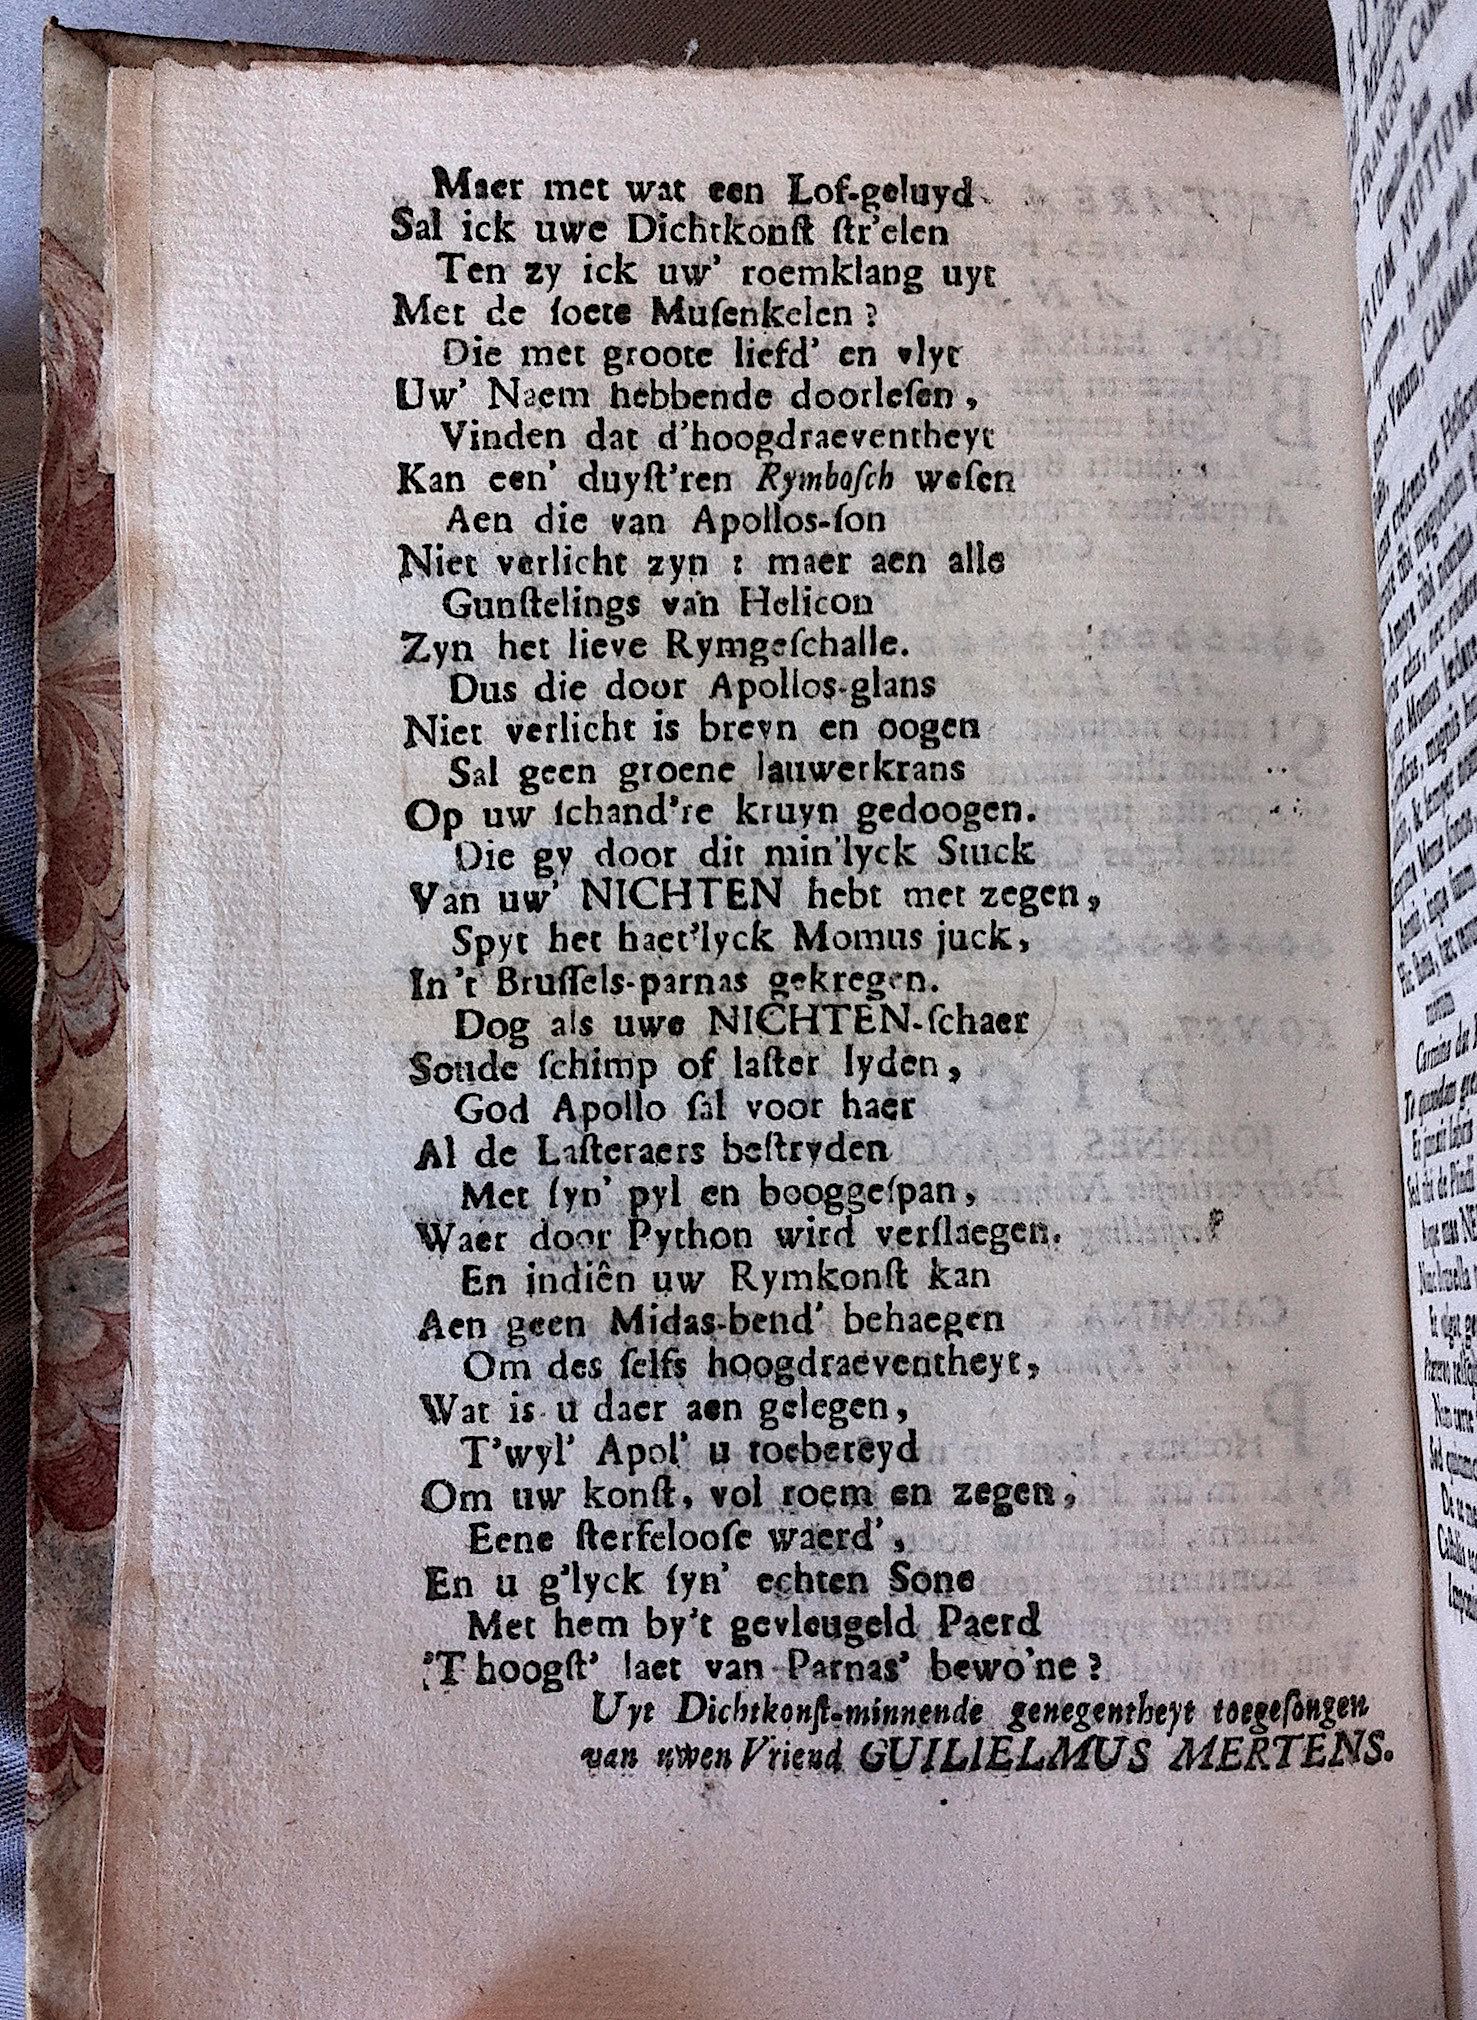 Maer met wat een Lof-geluyd
Sal ick uwe Dichtkonſt ſtr'elen
Ten zy ick uw' roemklang uyt
Met de ſoete Muſenkelen?
Die met groote liefd' en vlyt
Uw' Naem hebbende doorleſen,
Vinden dat d'hoogdraeventheyt
Kan een' duyſt'ren Rymboſch weſen
Aen die van Apollos-ſon
Niet verlicht zyn: maer aen alle
Gunſtelings van Helicon
Zyn het lieve Rymgeſchalle.
Dus die door Apollos-glans
Niet verlicht is breyn en oogen
Sal geen groene lauwerkrans
Op uw ſchand're kruyn gedoogen.
Die gy door dit min'lyck Stuck
Van uw' NICHTEN hebt met zegen,
Spyt het haet'lyck Momus juck,
In't Bruſſels-parnas gekregen.
Dog als uwe NICHTEN-ſchaer
Soude ſchimp of laſter lyden,
God Apollo ſal voor haer
Al de Laſteraers beſtryden
Met ſyn' pyl en booggeſpan,
Waer door Python wird verſlaegen.
En indiên uw Rymkonſt kan
Aen geen Midas-bend' behaegen
Om des ſelfs hoogdraeventheyt,
Wat is u daer aen gelegen,
T'wyl' Apol' u toebereyd
Om uw konſt, vol roem en zegen,
Eene ſterfelooſe waerd',
En u g'lyck ſyn' echten Sone
Met hem by't gevleugeld Paerd
'T hoogſt' laet van Parnas' bewo'ne?
Uyt Dichtkonſt-minnende genegentheyt toegeſongen
van uwen Vriend GUILIELMUS MERTENS.